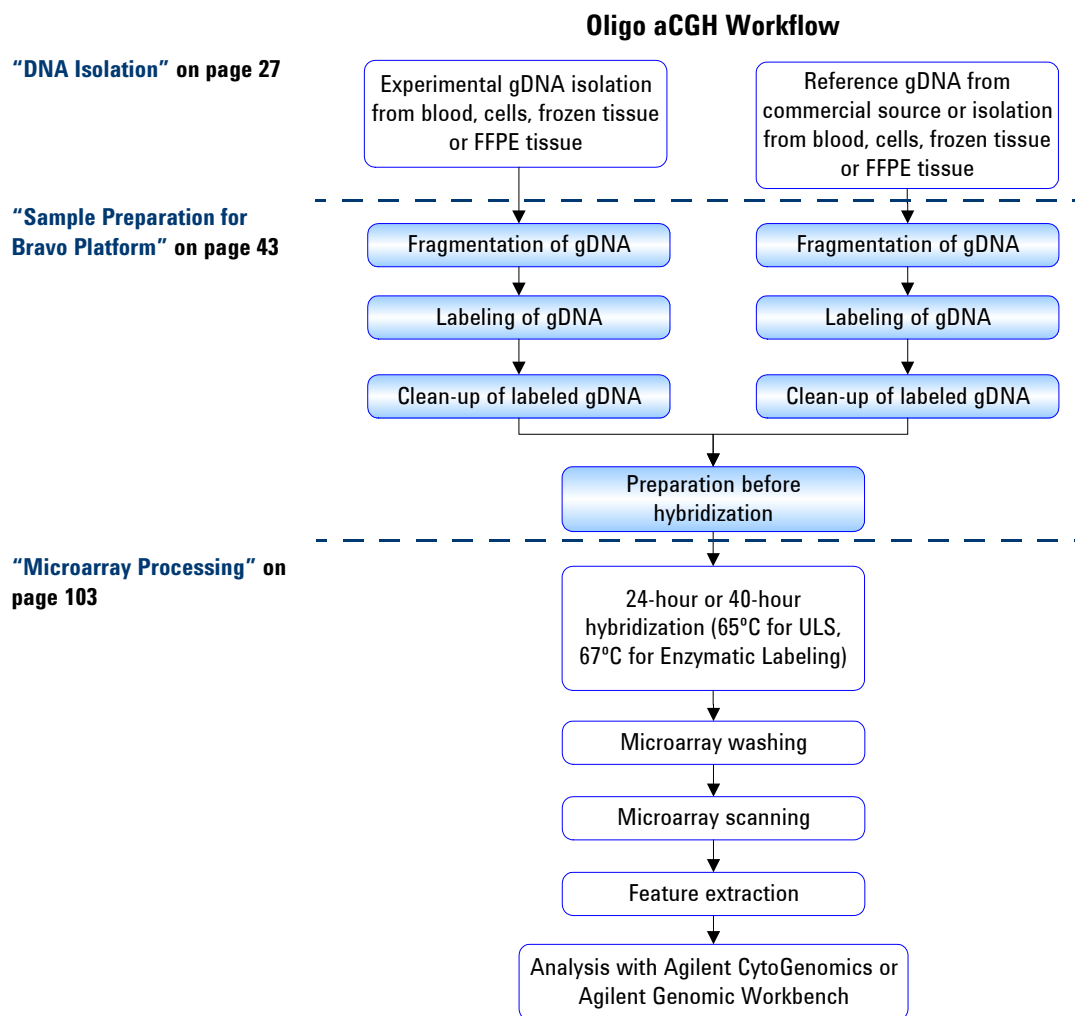 Oligo aCGH Workflow
“DNA Isolation” on page 27
Experimental gDNA isolation
from blood, cells, frozen tissue
or FFPE tissue
Reference gDNA from
commercial source or isolation
from blood, cells, frozen tissue
or FFPE tissue
“Sample Preparation for
Bravo Platform” on page 43
Fragmentation of gDNA
Fragmentation of gDNA
Labeling of gDNA
Labeling of gDNA
Clean-up of labeled gDNA
Clean-up of labeled gDNA
Preparation before
hybridization
“Microarray Processing” on
page 103
24-hour or 40-hour
hybridization (65ºC for ULS,
67ºC for Enzymatic Labeling)
Microarray washing
Microarray scanning
Feature extraction
Analysis with Agilent CytoGenomics or
Agilent Genomic Workbench